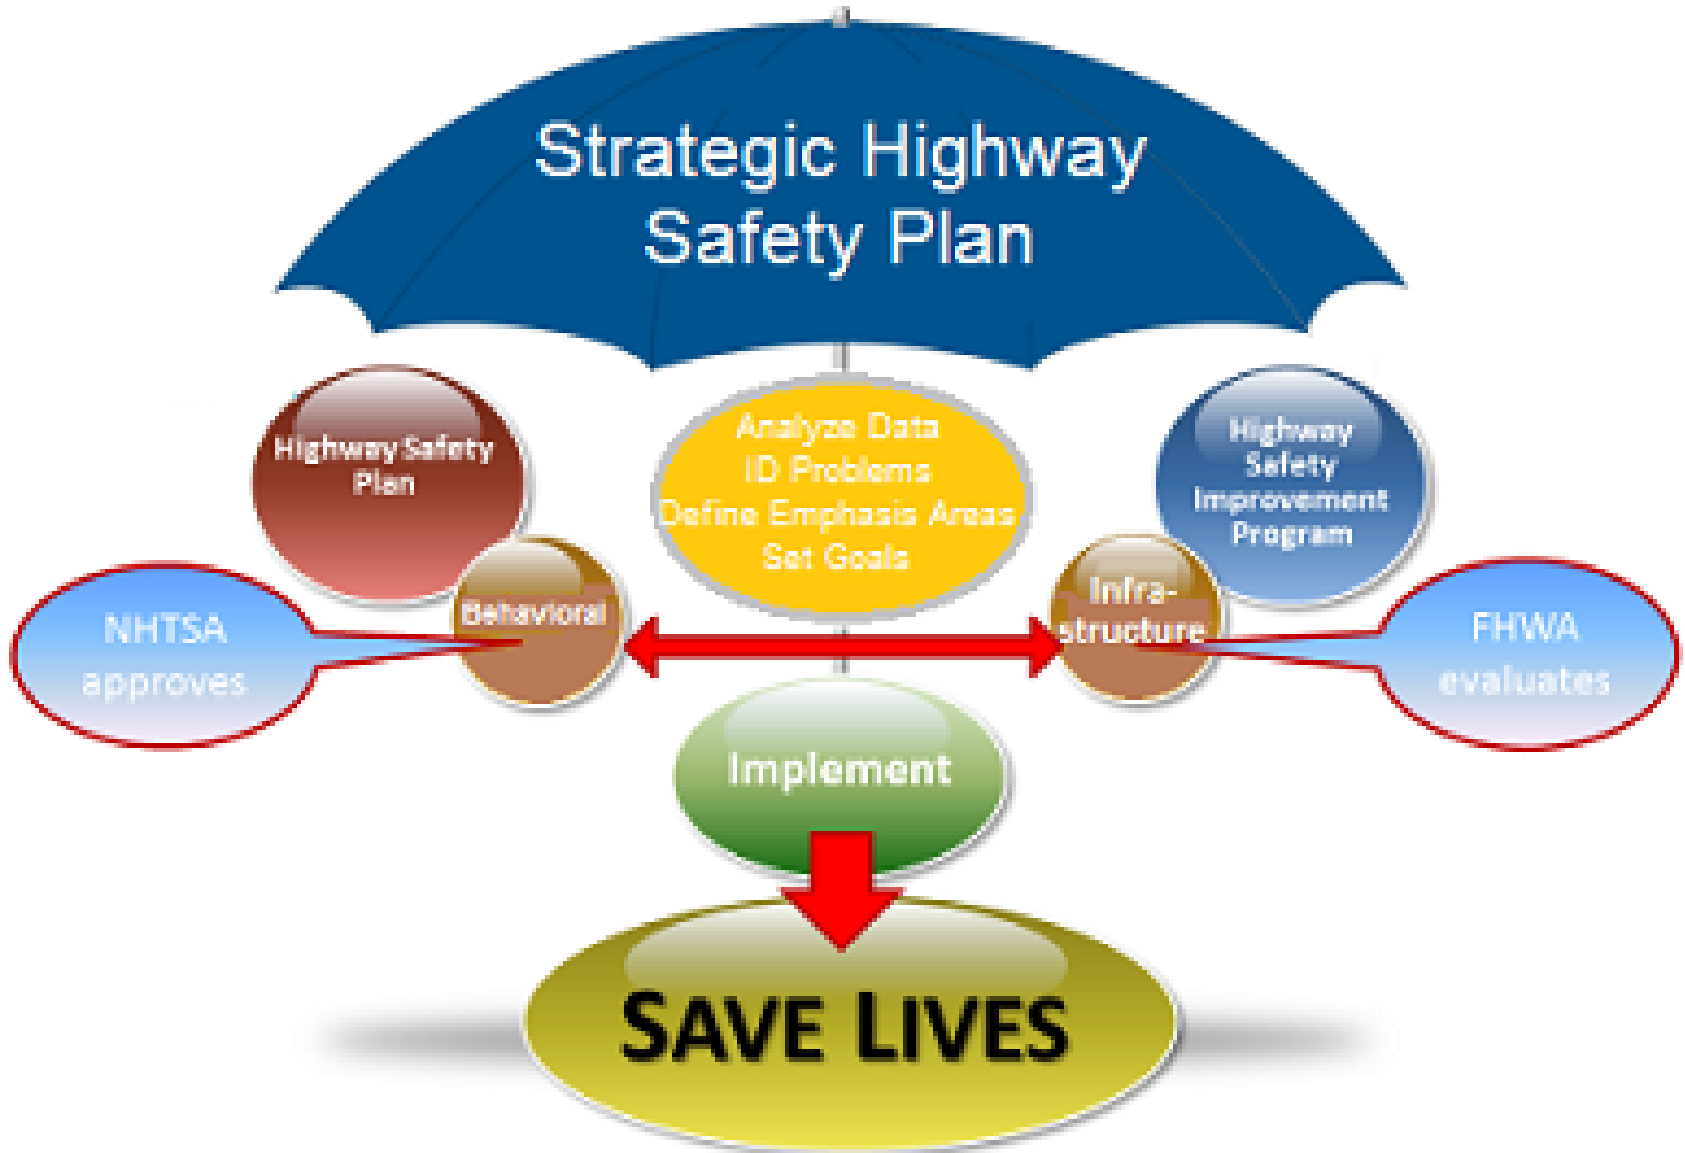 Strategic Highway
Safety Plan
Highway Safety
Plan
Analyze Data
ID Problems
Define Emphasis Areas
Set Goals
Highway
Safety
Improvement
Program
NHTSA
approves
Behavioral
Infra-
structure
FHWA
evaluates
Implement
SAVE LIVES